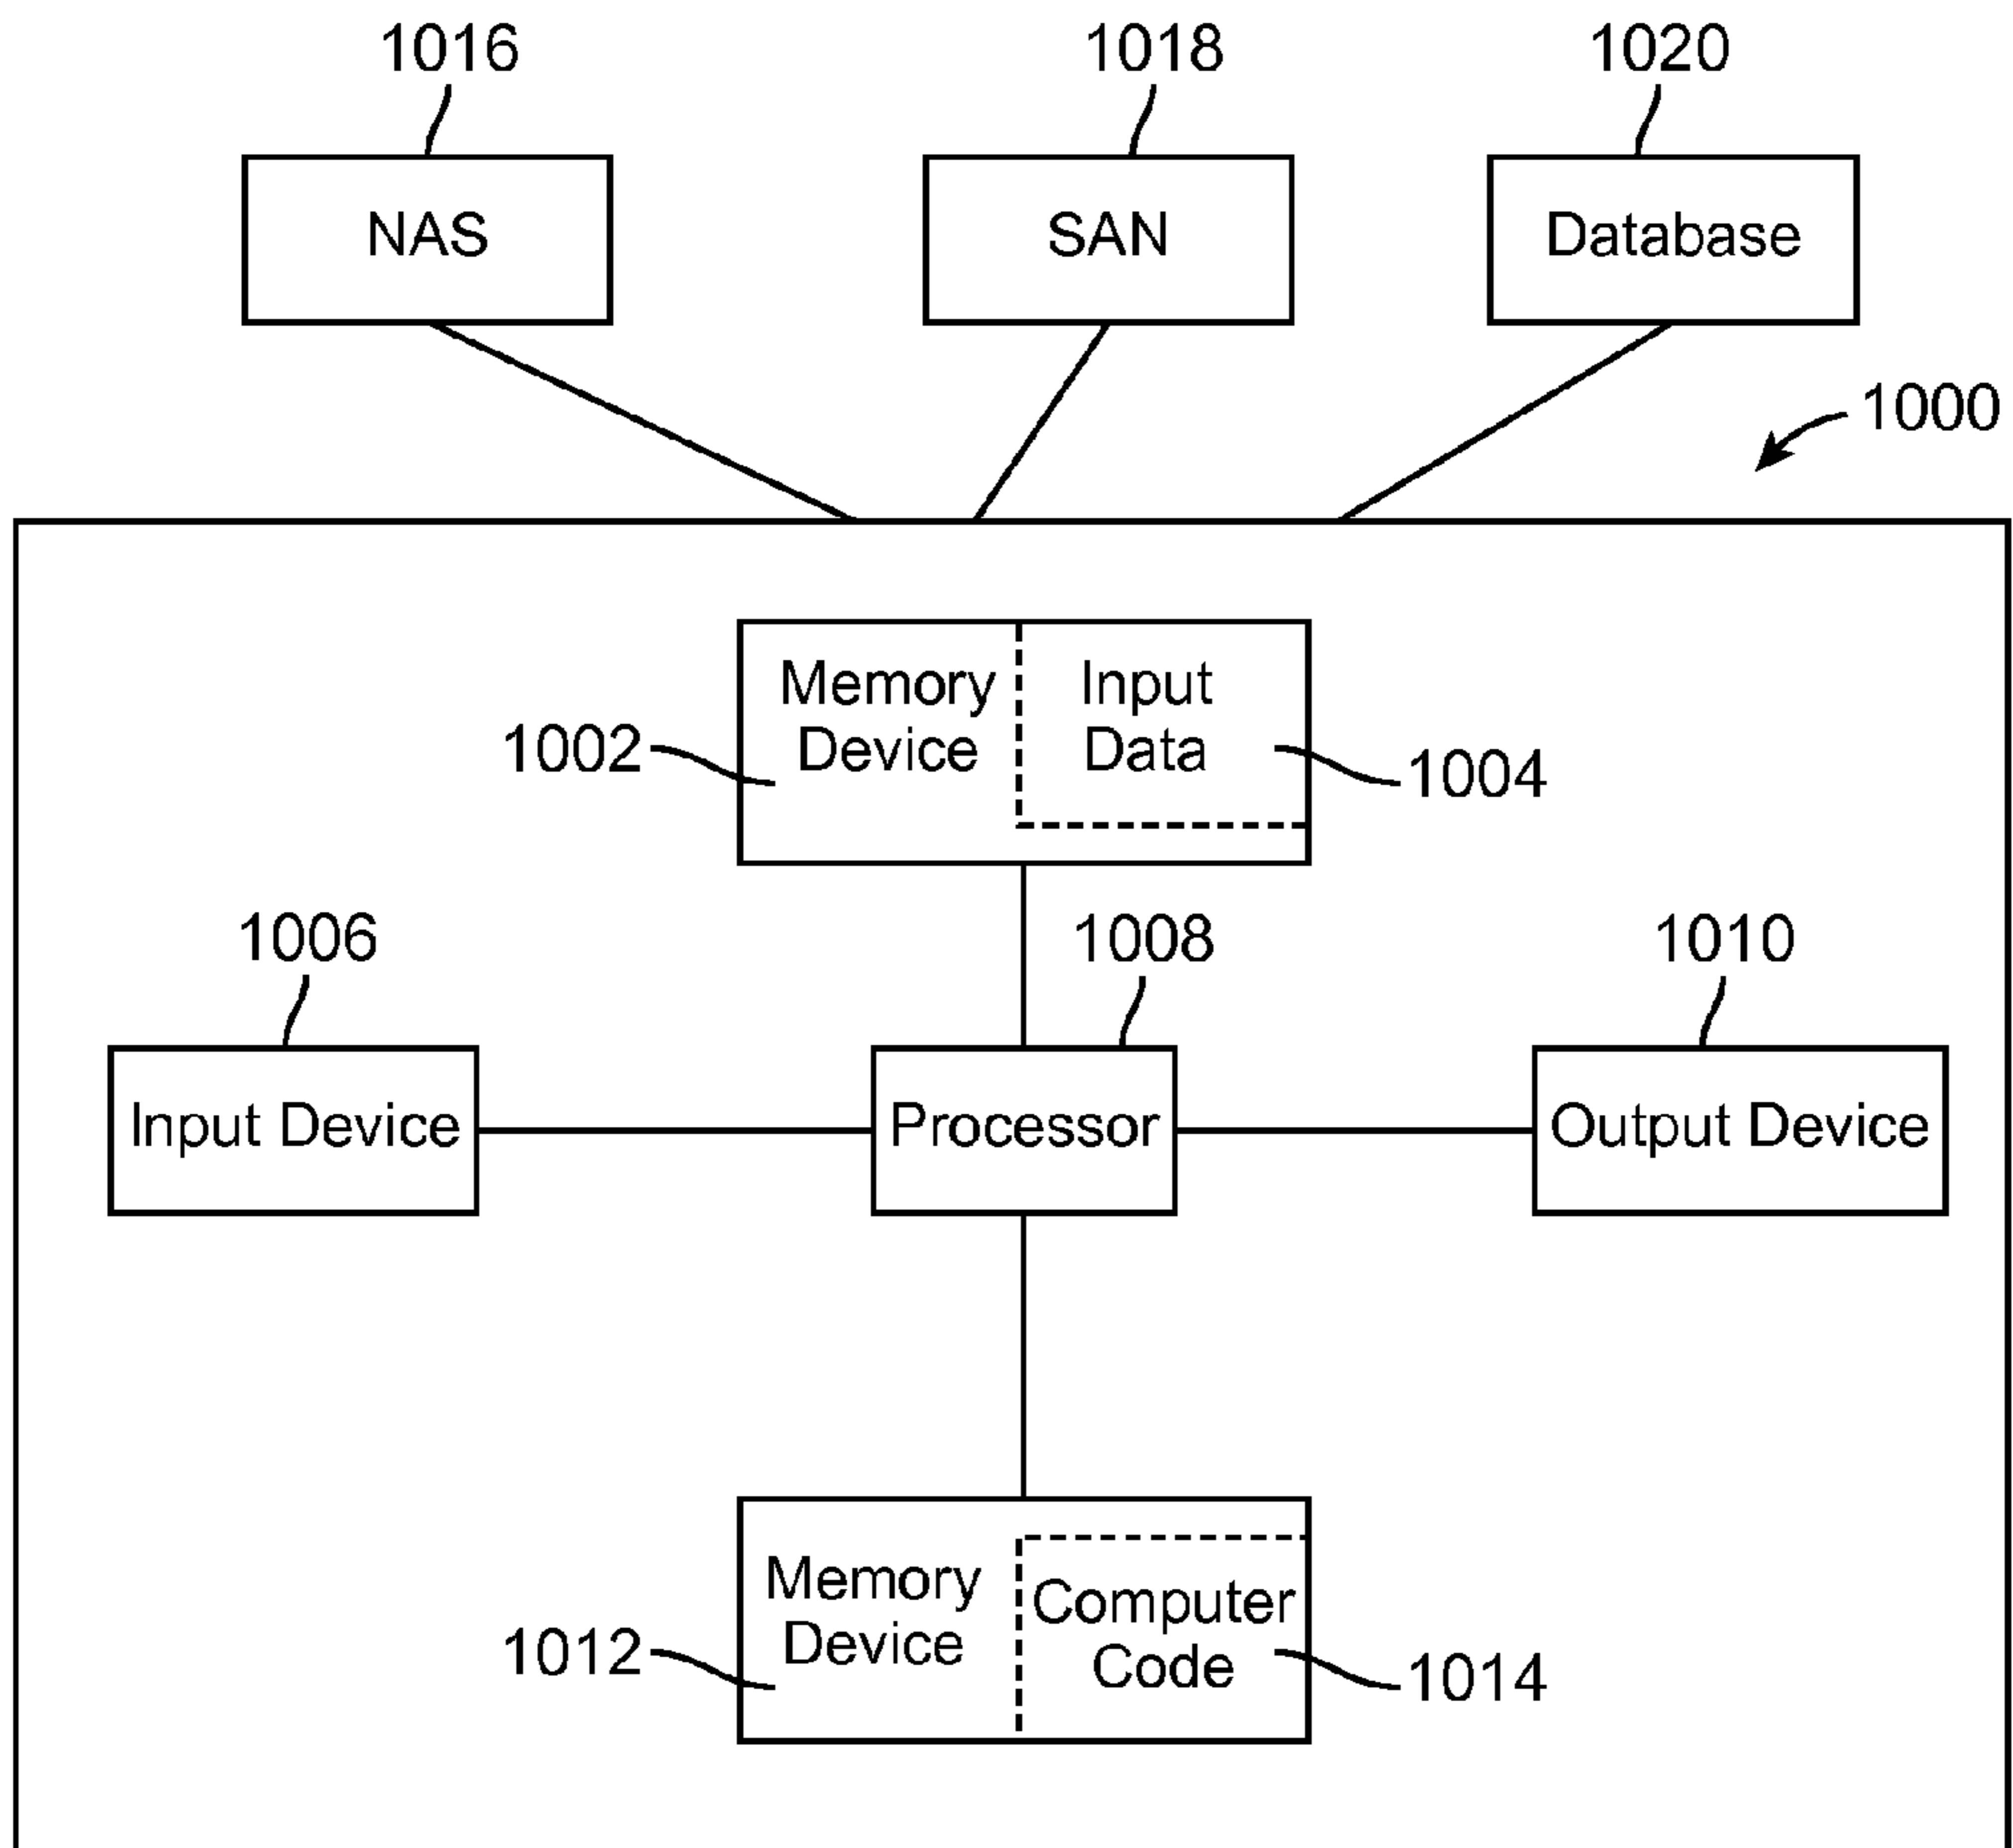 1016
1018
1020
NAS
SAN
Database
1000
Memory
Device
Input
Data
1002
1004
1006
1008
1010
Input Device
Processor
Output Device
Memory
Device
Computer
Code
1012
1014